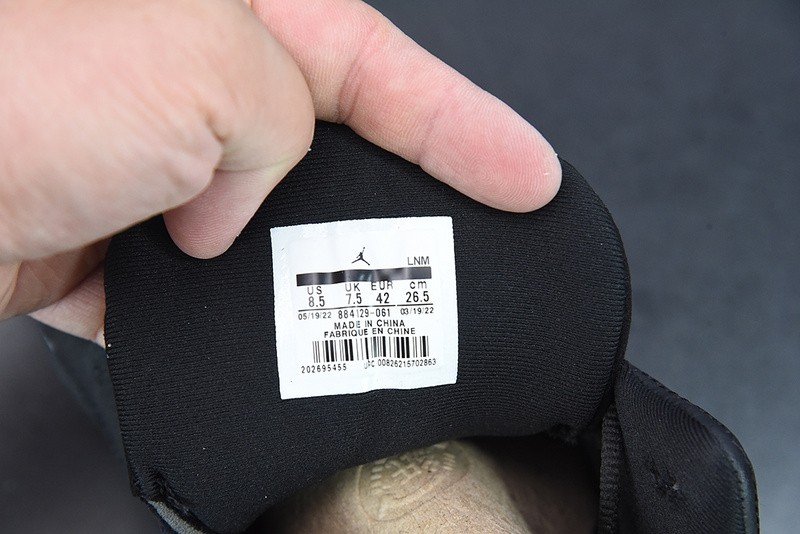 LNM
US UK EUR cm
8.5 7.5 42 26.5
05/19/22 884129-061 03/19/22
MADE IN CHINA
FABRIQUE EN CHINE
202695455 UPC 00826215702863